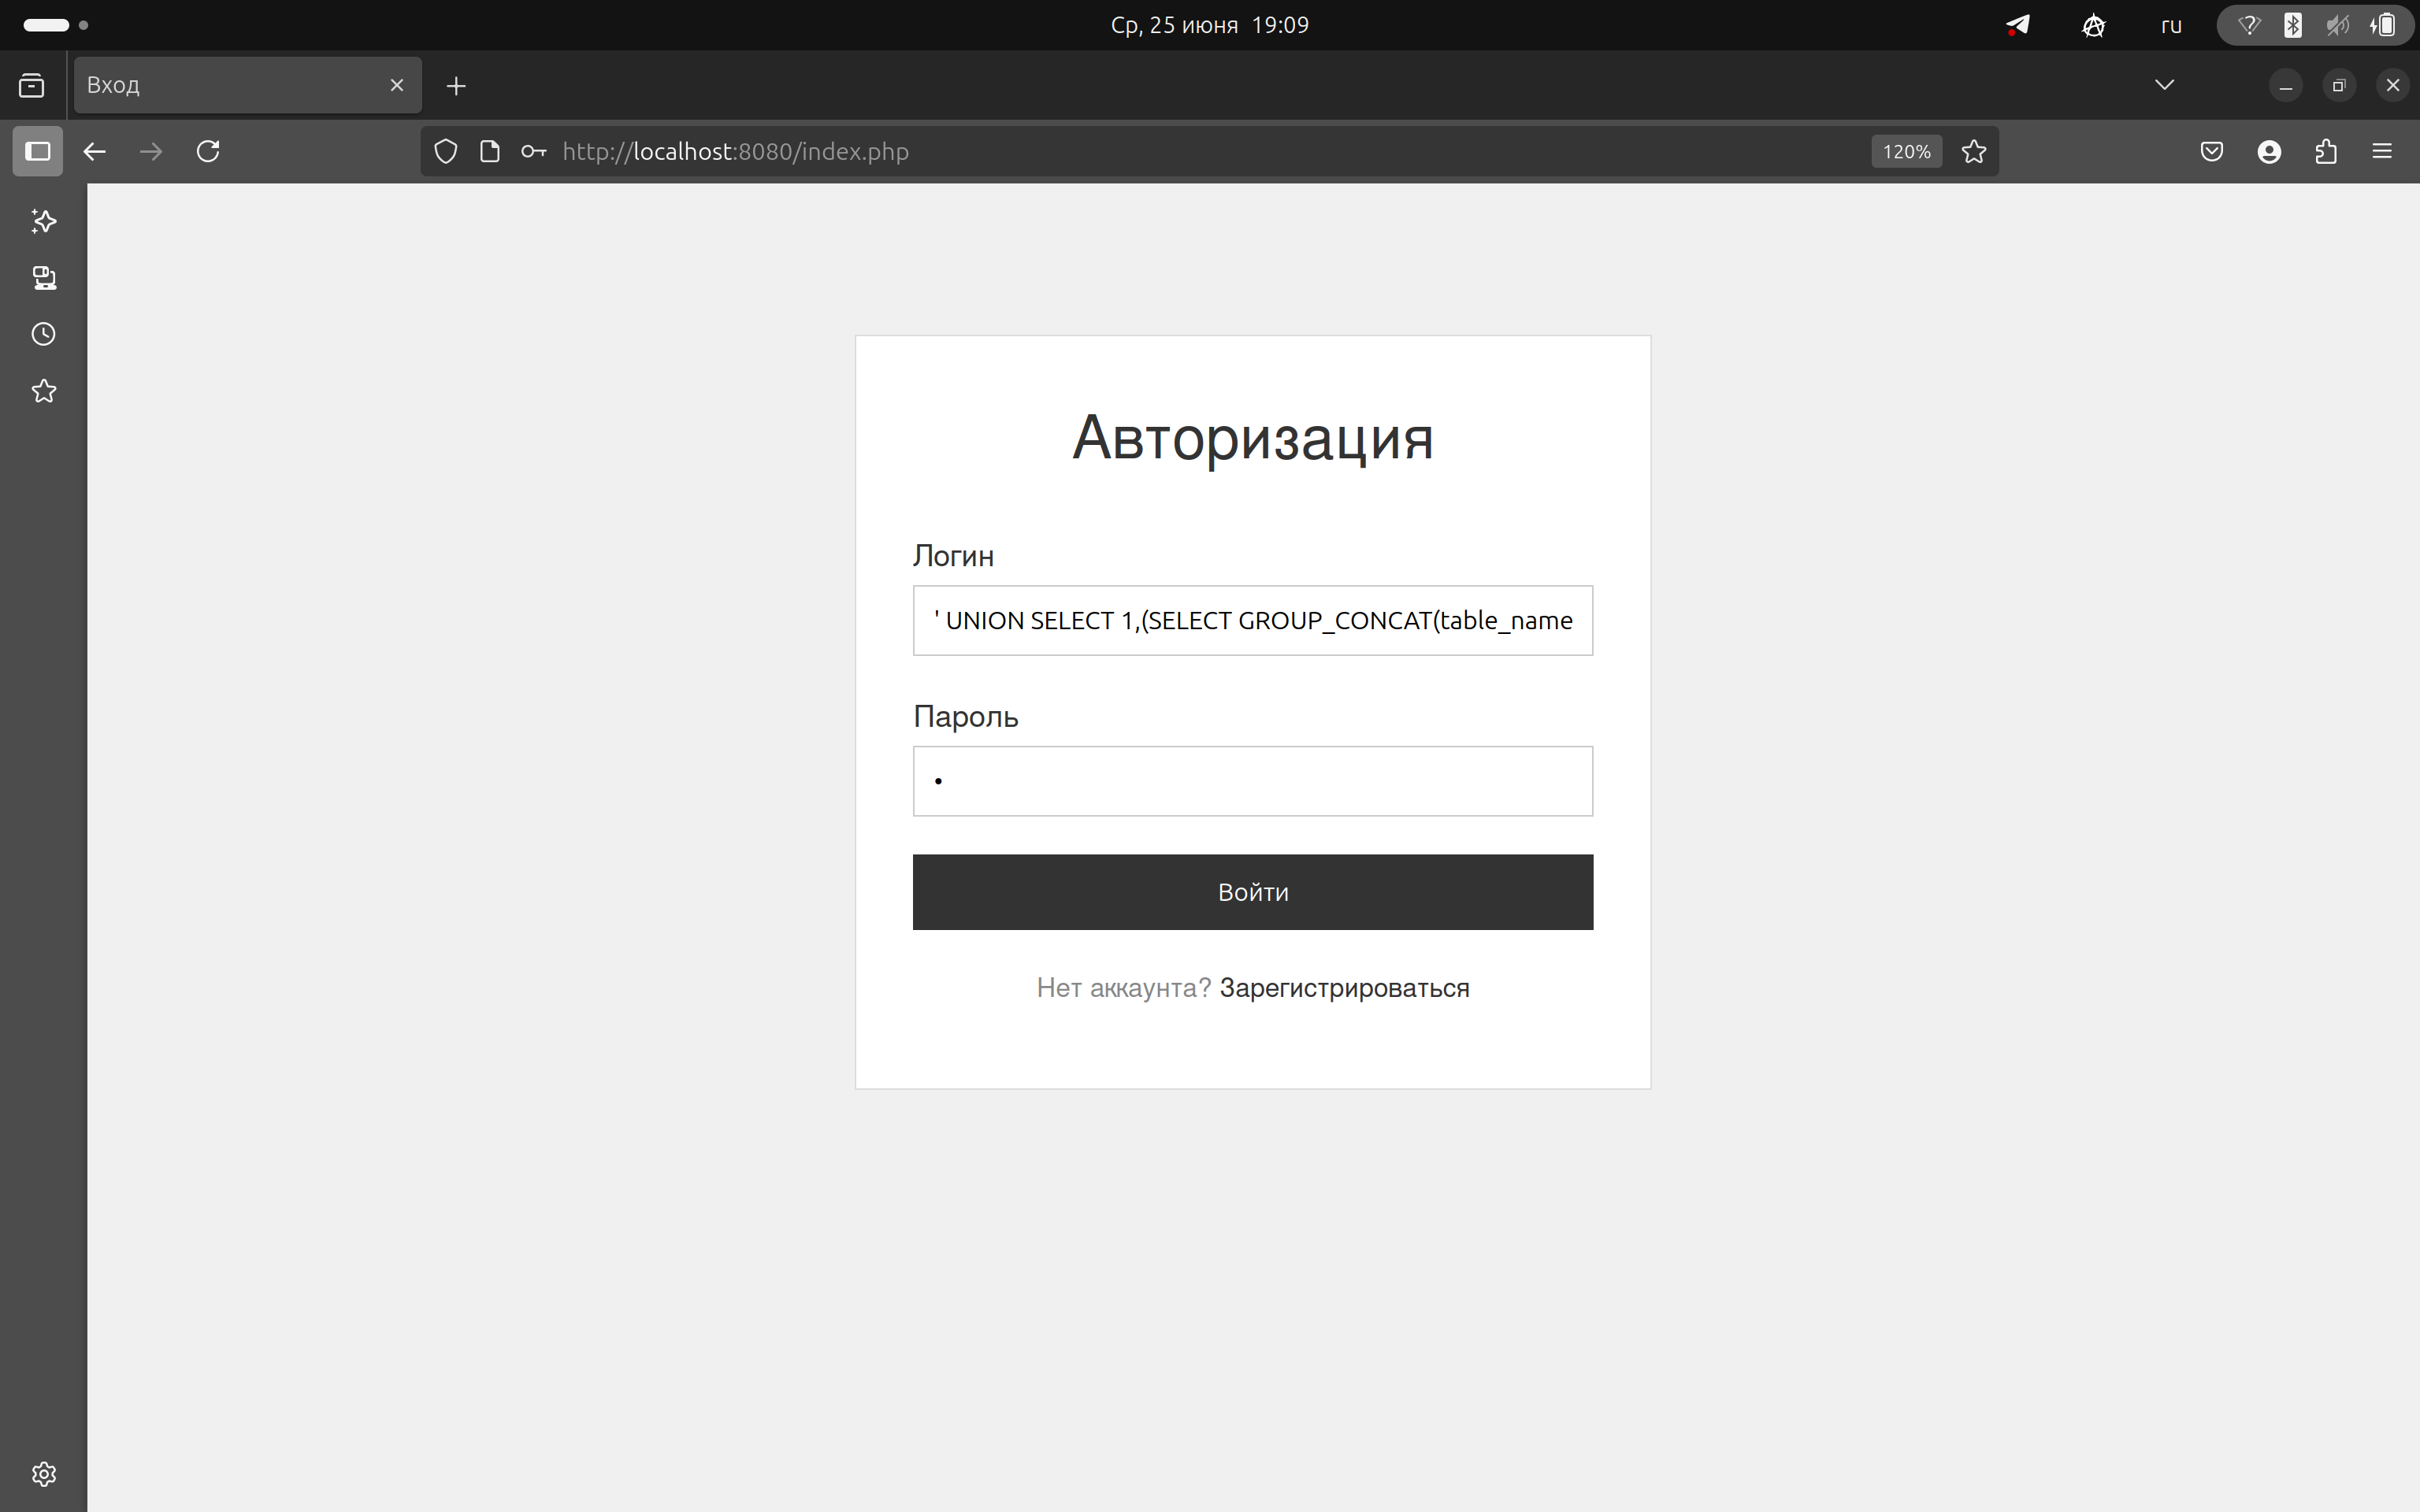 Ср, 25 июня 19:09
ru
Вход
http://localhost:8080/index.php
120%
Авторизация
Логин
' UNION SELECT 1,(SELECT GROUP_CONCAT(table_name
Пароль
Войти
Нет аккаунта? Зарегистрироваться